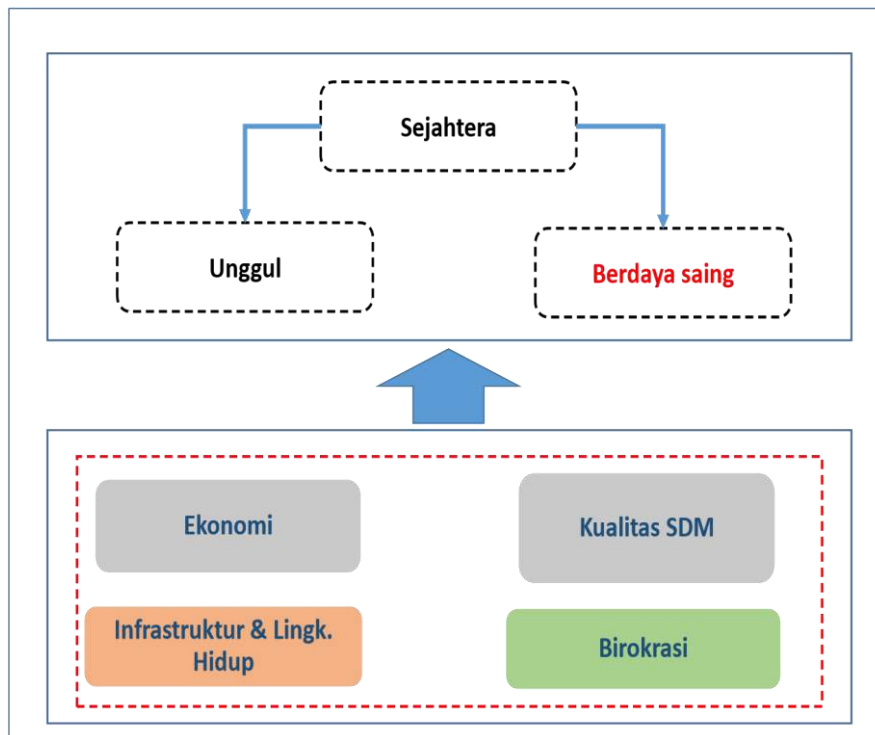 Sejahtera
Unggul
Berdaya saing
Ekonomi
Kualitas SDM
Infrastruktur & Lingk.
Hidup
Birokrasi